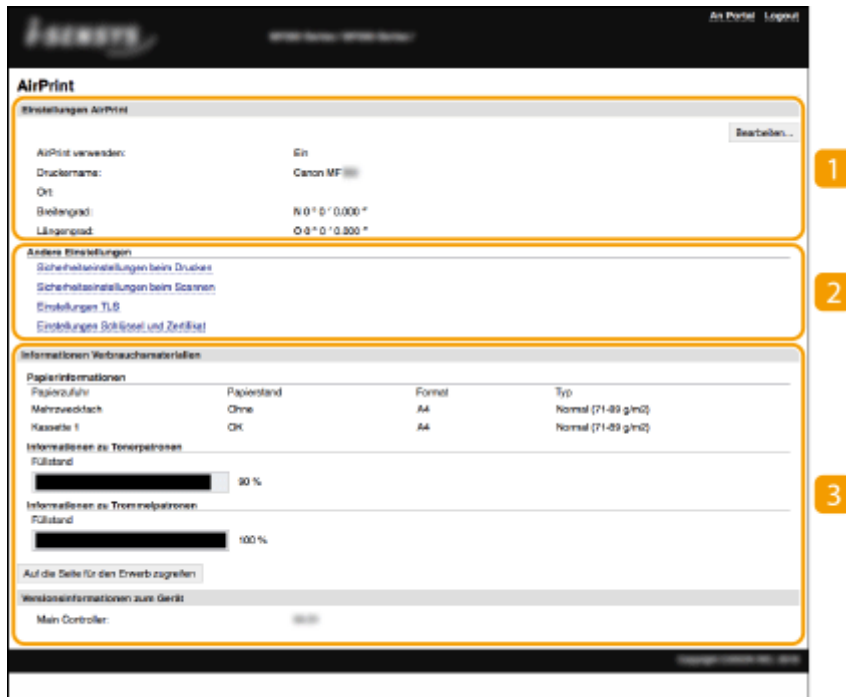 An Portal Logout
i-SENSYS
AirPrint
Einstellungen AirPrint
Bearbeiten...
AirPrint verwenden: Ein
Druckername: Canon MF
Ort:
Breitengrad: N 0 ° 0 ' 0.000 "
Längengrad: O 0 ° 0 ' 0.000 "
1
Andere Einstellungen
Sicherheitseinstellungen beim Drucken
Sicherheitseinstellungen beim Scannen
Einstellungen TLS
Einstellungen Schlüssel und Zertifikat
2
Informationen Verbrauchsmaterialien
Papierinformationen
Papierzufuhr Papierstand Format Typ
Mehrzweckfach Ohne A4 Normal (71-89 g/m2)
Kassette 1 OK A4 Normal (71-89 g/m2)
Informationen zu Tonerpatronen
Füllstand
90 %
Informationen zu Trommelpatronen
Füllstand
100 %
3
Auf die Seite für den Erwerb zugreifen
Versionsinformationen zum Gerät
Main Controller: